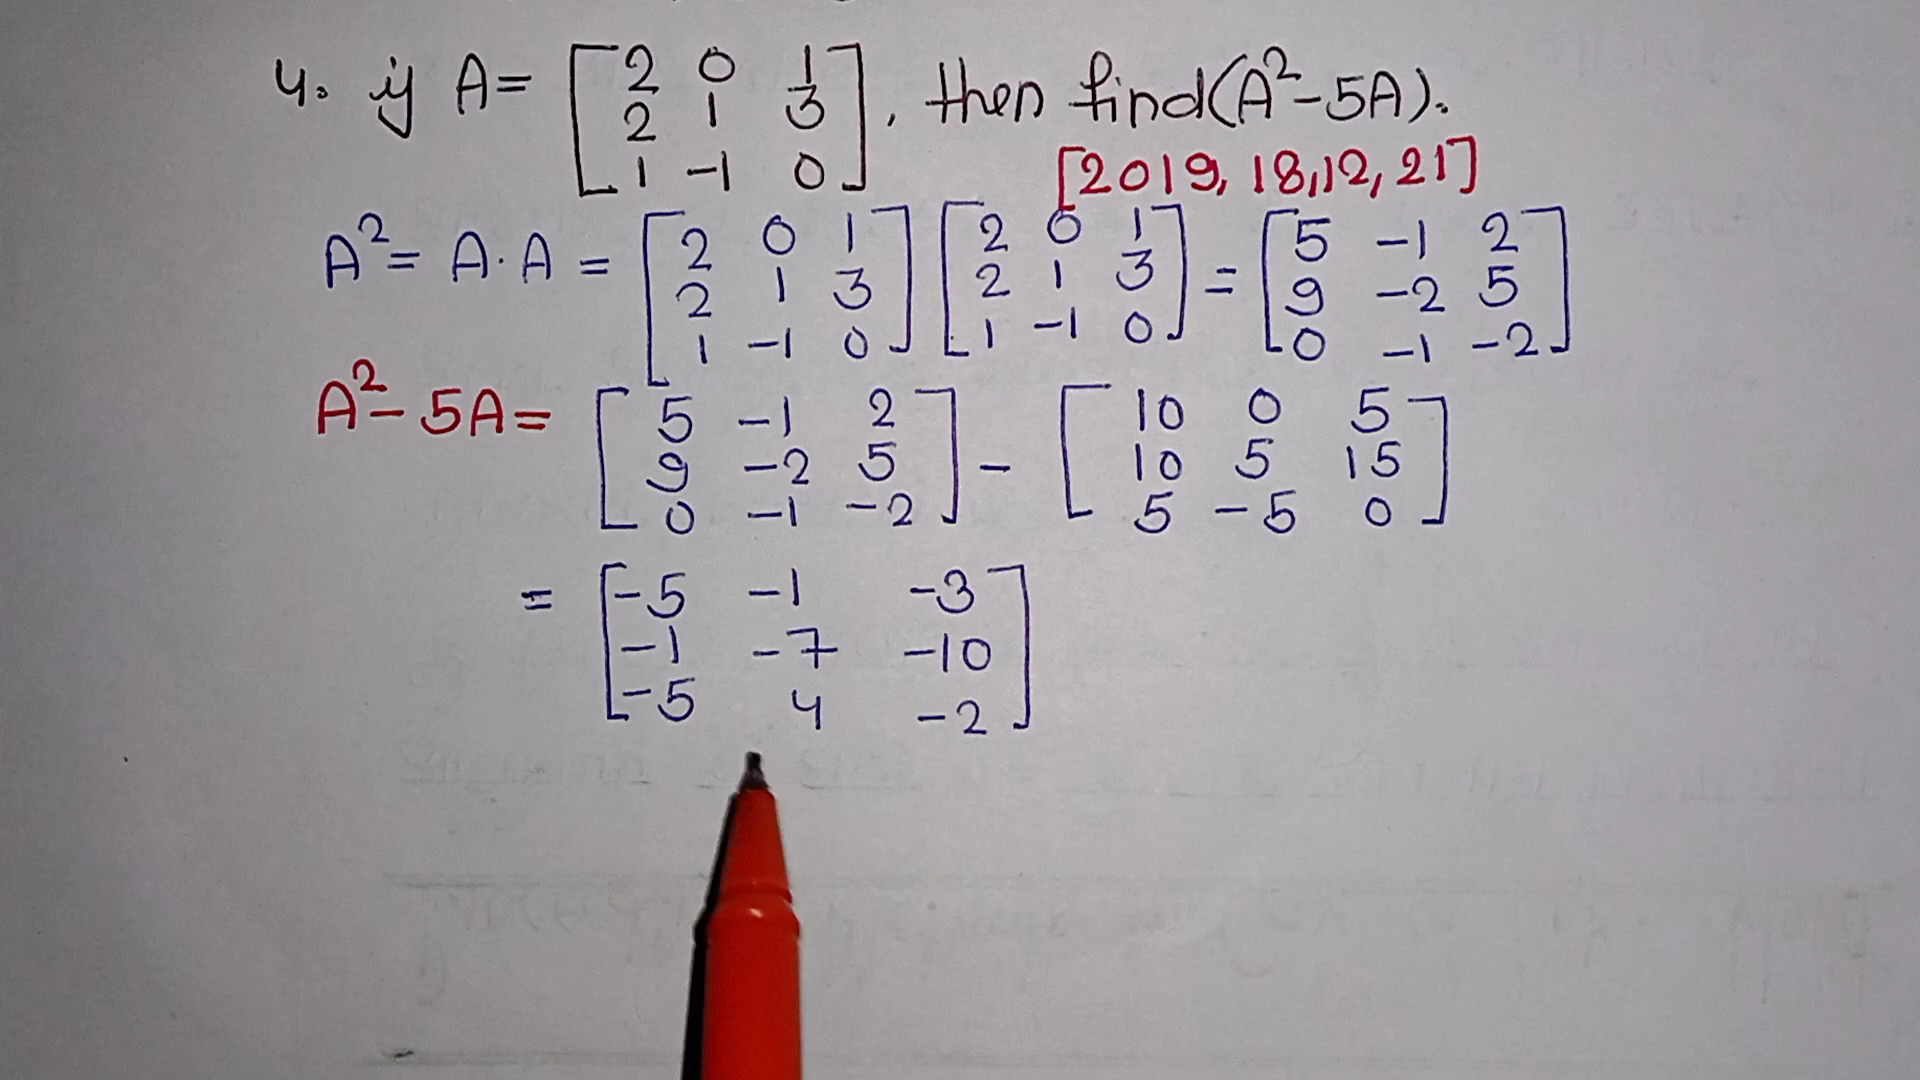 4. if A = [2 0 1
2 1 3
1 -1 0], then find (A²-5A).
[2019, 18, 12, 21]
A² = A·A = [2 0 1
2 1 3
1 -1 0] [2 0 1
2 1 3
1 -1 0] = [5 -1 2
9 -2 5
0 -1 -2]
A²-5A = [5 -1 2
9 -2 5
0 -1 -2] - [10 0 5
10 5 15
5 -5 0]
= [-5 -1 -3
-1 -7 -10
-5 4 -2]